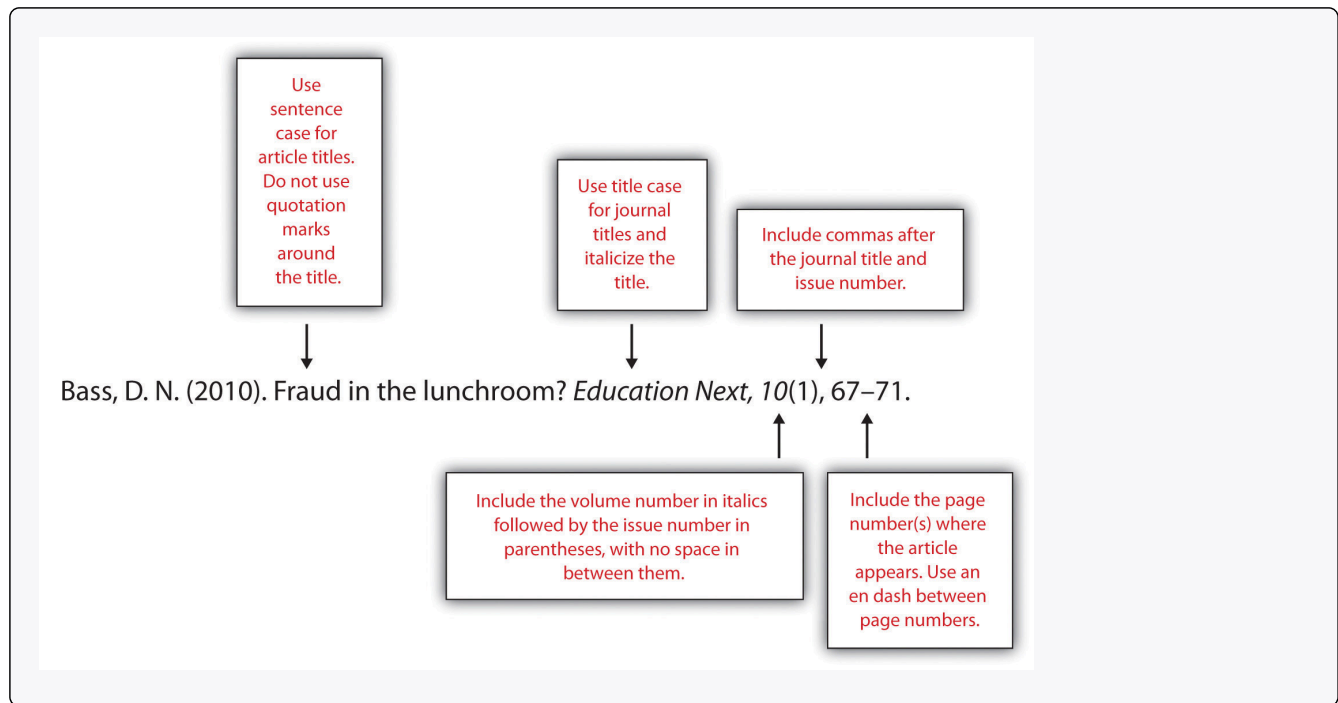 Use
sentence
case for
article titles.
Do not use
quotation
marks
around
the title.
Use title case
for journal
titles and
italicize the
title.
Include commas after
the journal title and
issue number.
Bass, D. N. (2010). Fraud in the lunchroom? Education Next, 10(1), 67–71.
Include the volume number in italics
followed by the issue number in
parentheses, with no space in
between them.
Include the page
number(s) where
the article
appears. Use an
en dash between
page numbers.